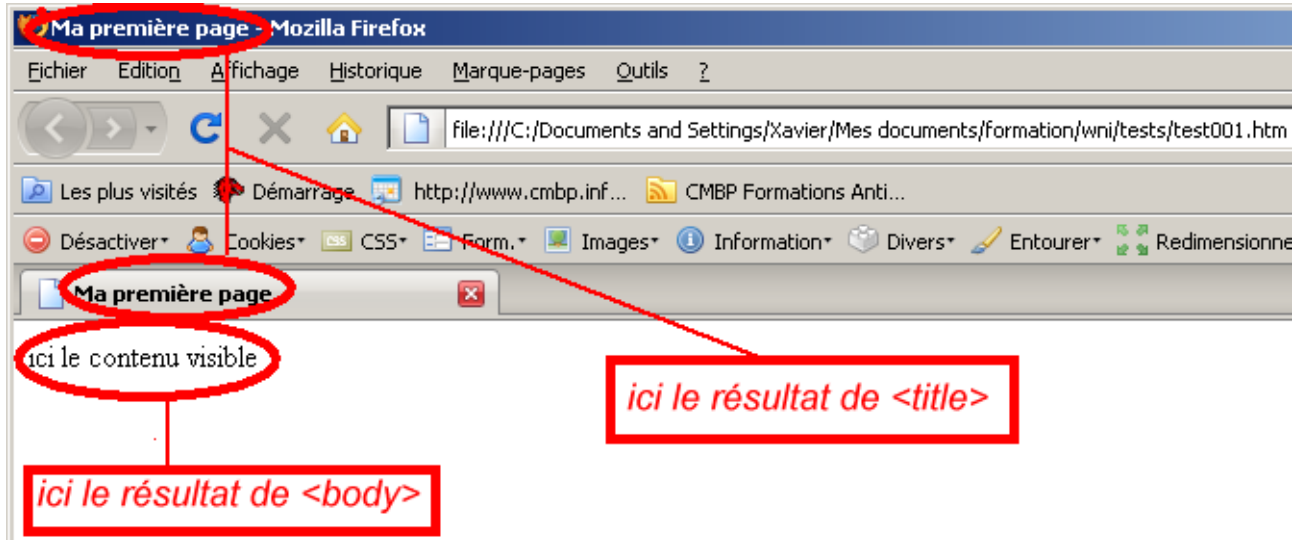 Ma première page - Mozilla Firefox
Fichier Edition Affichage Historique Marque-pages Outils ?
file:///C:/Documents and Settings/Xavier/Mes documents/formation/wni/tests/test001.htm
Les plus visités Démarrage http://www.cmbp.inf... CMBP Formations Anti...
Désactiver Cookies CSS CSS Form. Images Information Divers Entourer Redimensionne
Ma première page
ici le contenu visible
ici le résultat de <title>
ici le résultat de <body>